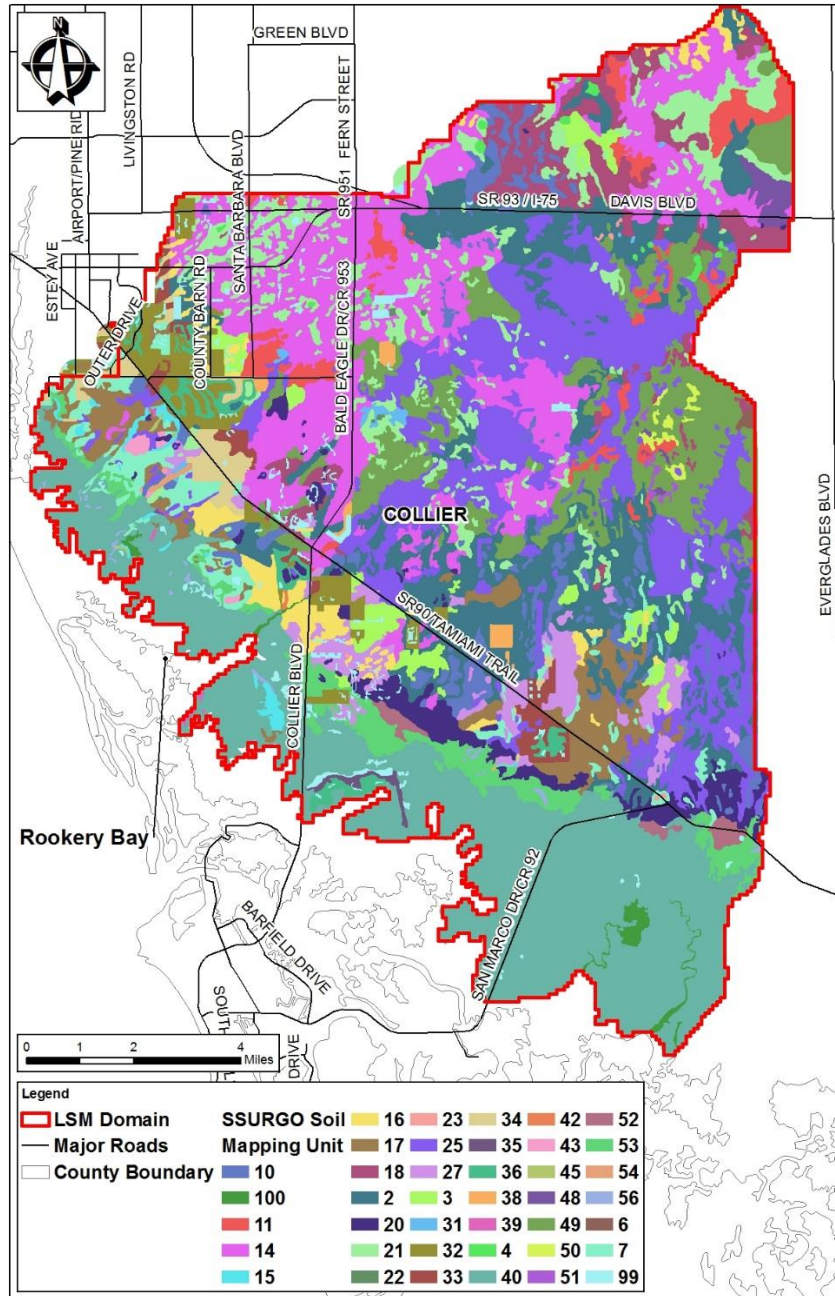 N
GREEN BLVD
AIRPORT/PINE RID
LIVINGSTON RD
SANTA BARBARA BLVD
SR 951 FERN STREET
SR 93 / I-75
DAVIS BLVD
ESTEY AVE
OUTER DRIVE
COUNTY BARN RD
BALD EAGLE DR/CR 953
EVERGLADES BLVD
COLLIER
SR90/TAMIAMI TRAIL
COLLIER BLVD
Rookery Bay
BARFIELD DRIVE
SAN MARCO DR/CR 92
SOUTH
DRIVE
0 1 2 4
Miles
Legend
LSM Domain
Major Roads
County Boundary
SSURGO Soil
Mapping Unit
10
100
11
14
15
16
17
18
2
20
21
22
23
25
27
3
31
32
33
34
35
36
38
39
4
40
42
43
45
48
49
50
51
52
53
54
56
6
7
99